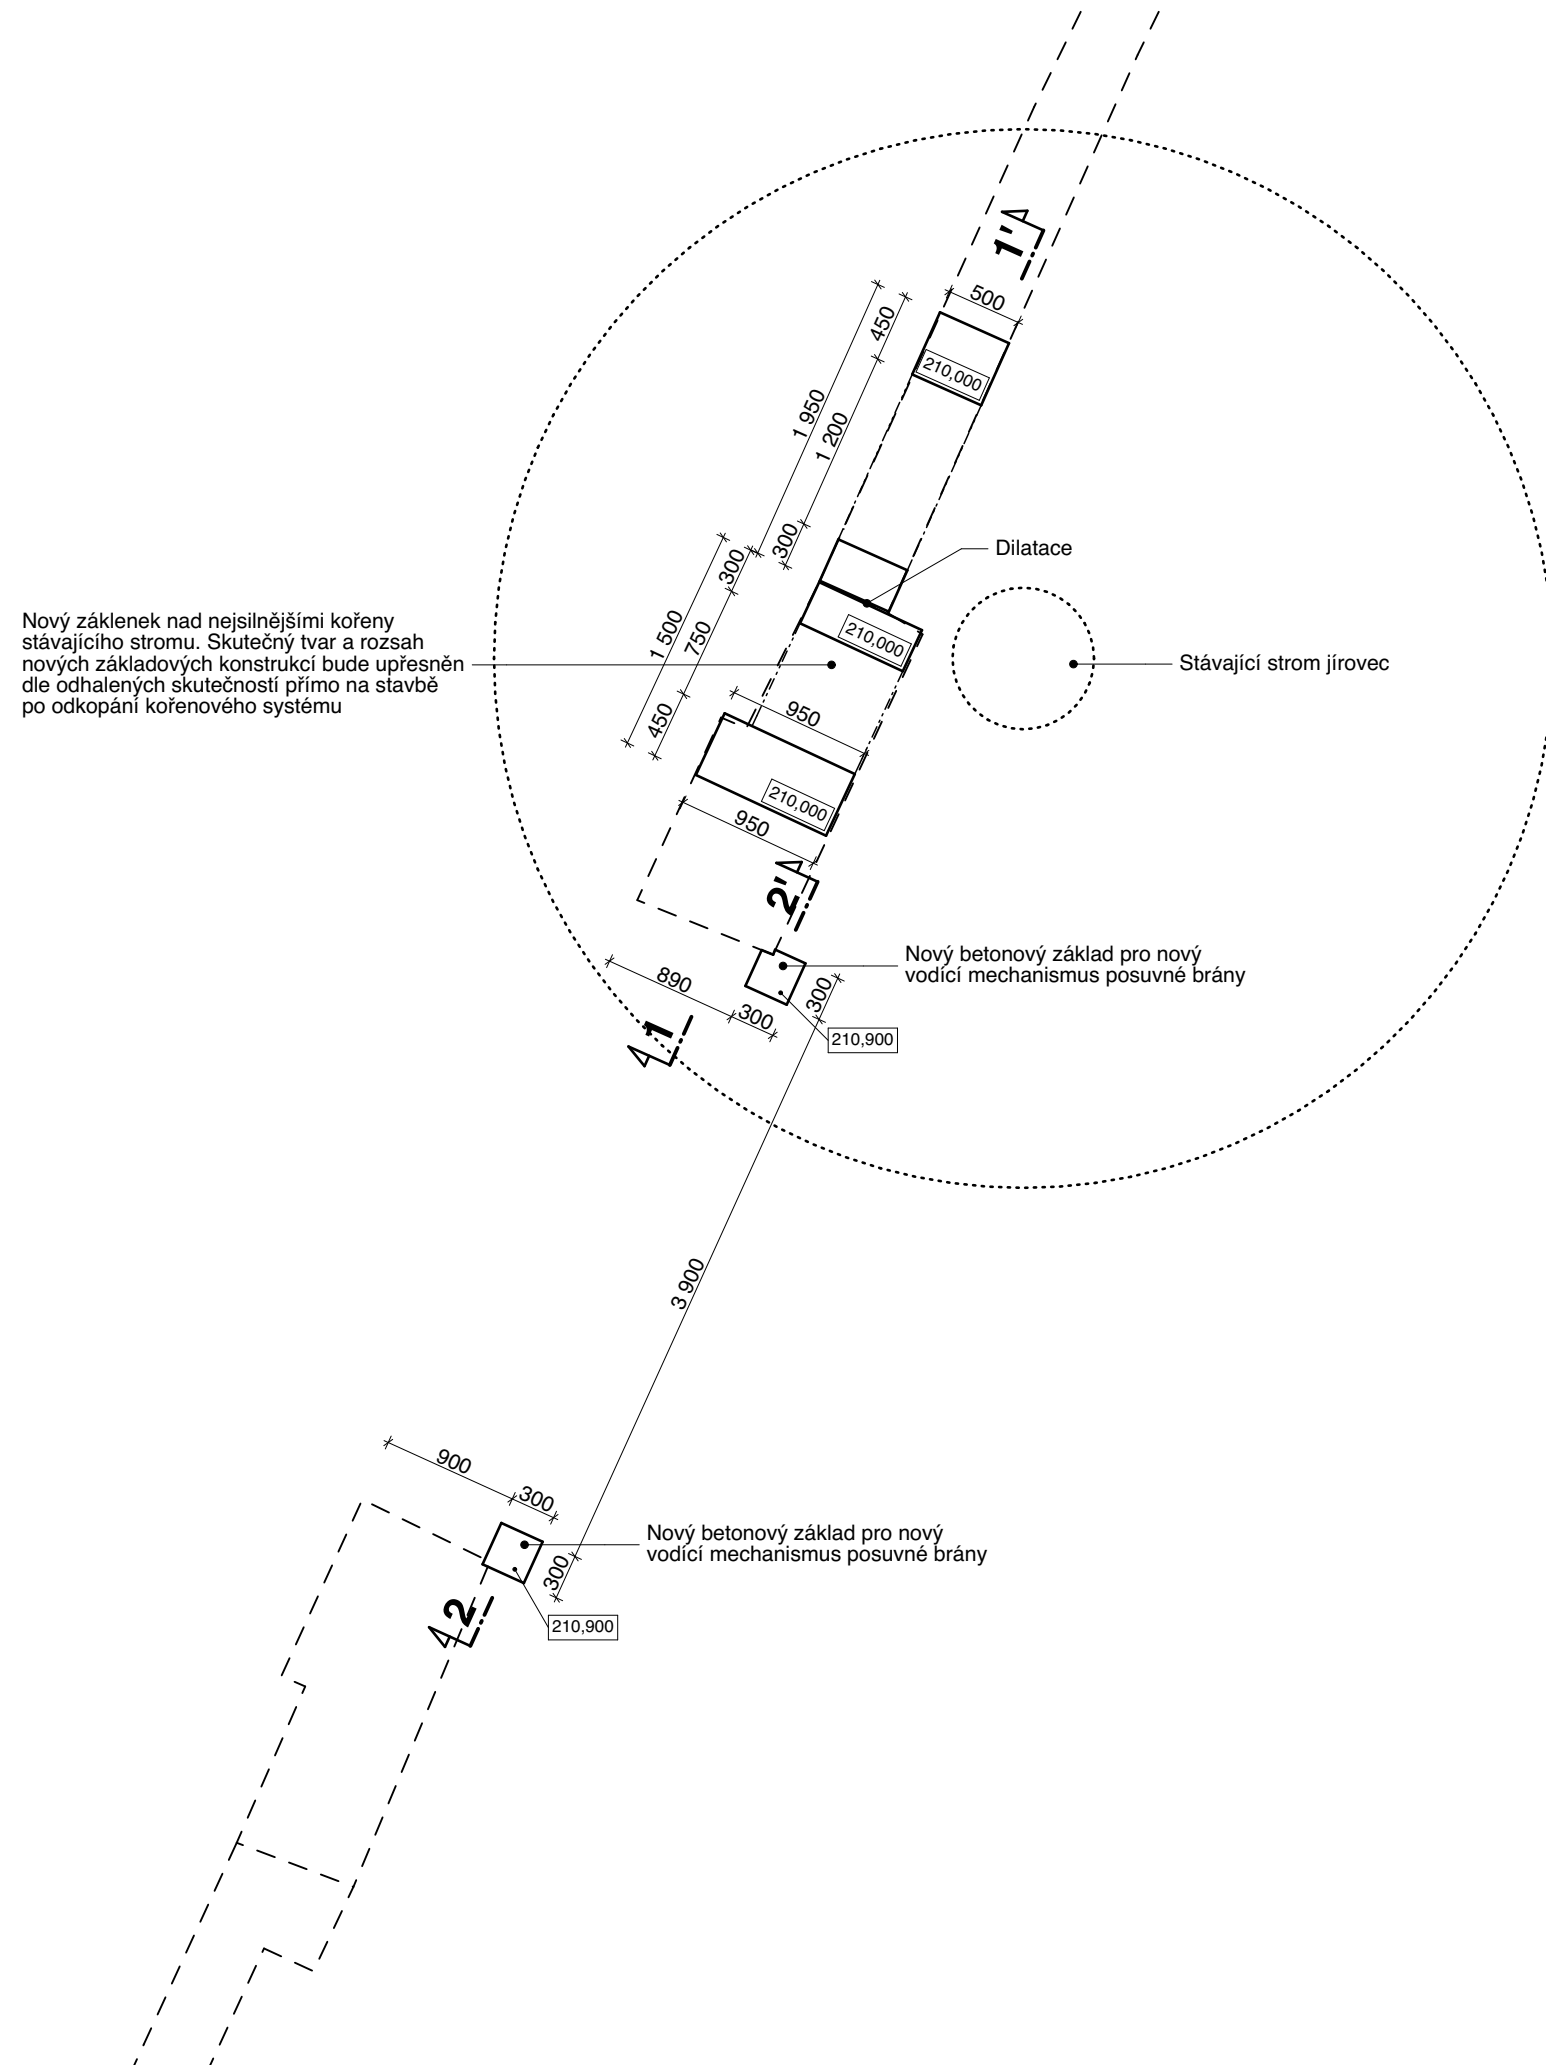 1'
500
450
210,000
1 950
1 200
300
Dilatace
300
1 500
750
210,000
Nový záklenek nad nejsilnějšími kořeny
stávajícího stromu. Skutečný tvar a rozsah
nových základových konstrukcí bude upřesněn
dle odhalených skutečností přímo na stavbě
po odkopání kořenového systému
Stávající strom jírovec
450
950
210,000
950
2'
Nový betonový základ pro nový
vodící mechanismus posuvné brány
890
300
300
1
210,900
3 900
900
300
Nový betonový základ pro nový
vodící mechanismus posuvné brány
300
2
210,900